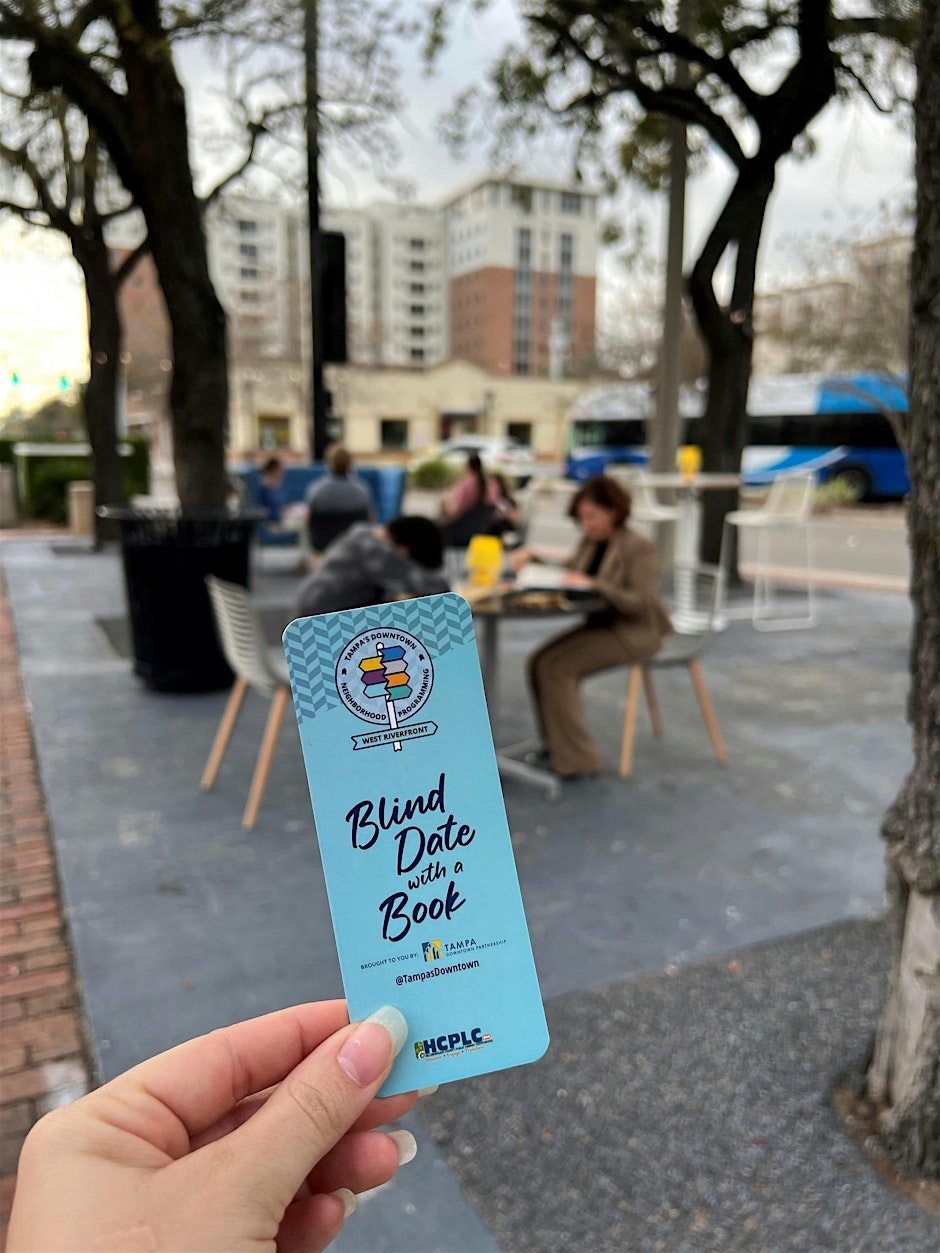 TAMPA'S DOWNTOWN
NEIGHBORHOOD PROGRAMMING
WEST RIVERFRONT
Blind
Date
with a
Book
BROUGHT TO YOU BY: TAMPA
DOWNTOWN PARTNERSHIP
@TampasDowntown
HCPLC